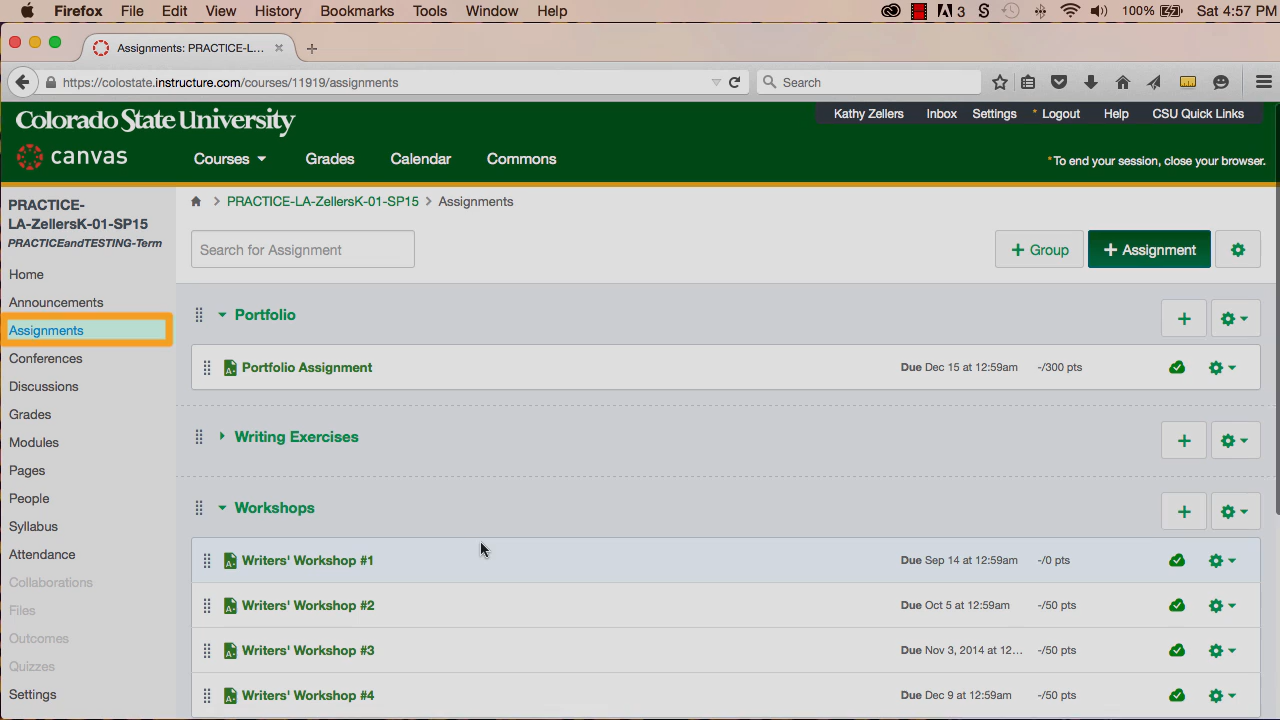 Firefox File Edit View History Bookmarks Tools Window Help 3 100% Sat 4:57 PM
Assignments: PRACTICE-L...
https://colostate.instructure.com/courses/11919/assignments Search
Colorado State University Kathy Zellers Inbox Settings * Logout Help CSU Quick Links
canvas Courses Grades Calendar Commons *To end your session, close your browser.
PRACTICE-
LA-ZellersK-01-SP15
PRACTICEandTESTING-Term
Home
Announcements
Assignments
Conferences
Discussions
Grades
Modules
Pages
People
Syllabus
Attendance
Collaborations
Files
Outcomes
Quizzes
Settings
PRACTICE-LA-ZellersK-01-SP15 > Assignments
Search for Assignment + Group + Assignment
Portfolio
Portfolio Assignment Due Dec 15 at 12:59am -/300 pts
Writing Exercises
Workshops
Writers' Workshop #1 Due Sep 14 at 12:59am -/0 pts
Writers' Workshop #2 Due Oct 5 at 12:59am -/50 pts
Writers' Workshop #3 Due Nov 3, 2014 at 12... -/50 pts
Writers' Workshop #4 Due Dec 9 at 12:59am -/50 pts